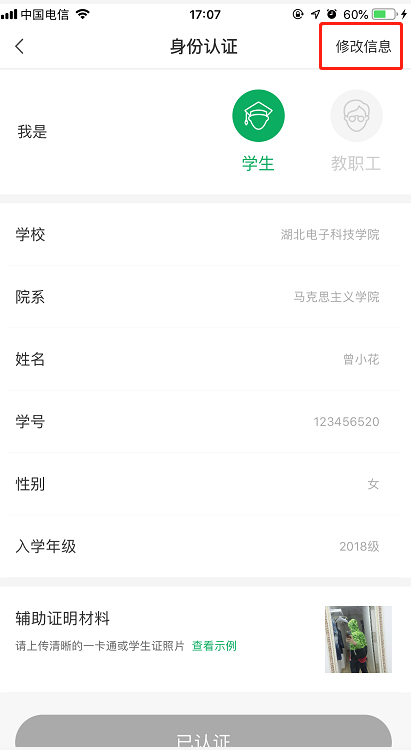 中国电信 17:07 60%
身份认证 修改信息
我是
学生 教职工
学校 湖北电子科技学院
院系 马克思主义学院
姓名 曾小花
学号 123456520
性别 女
入学年级 2018级
辅助证明材料
请上传清晰的一卡通或学生证照片 查看示例
已认证